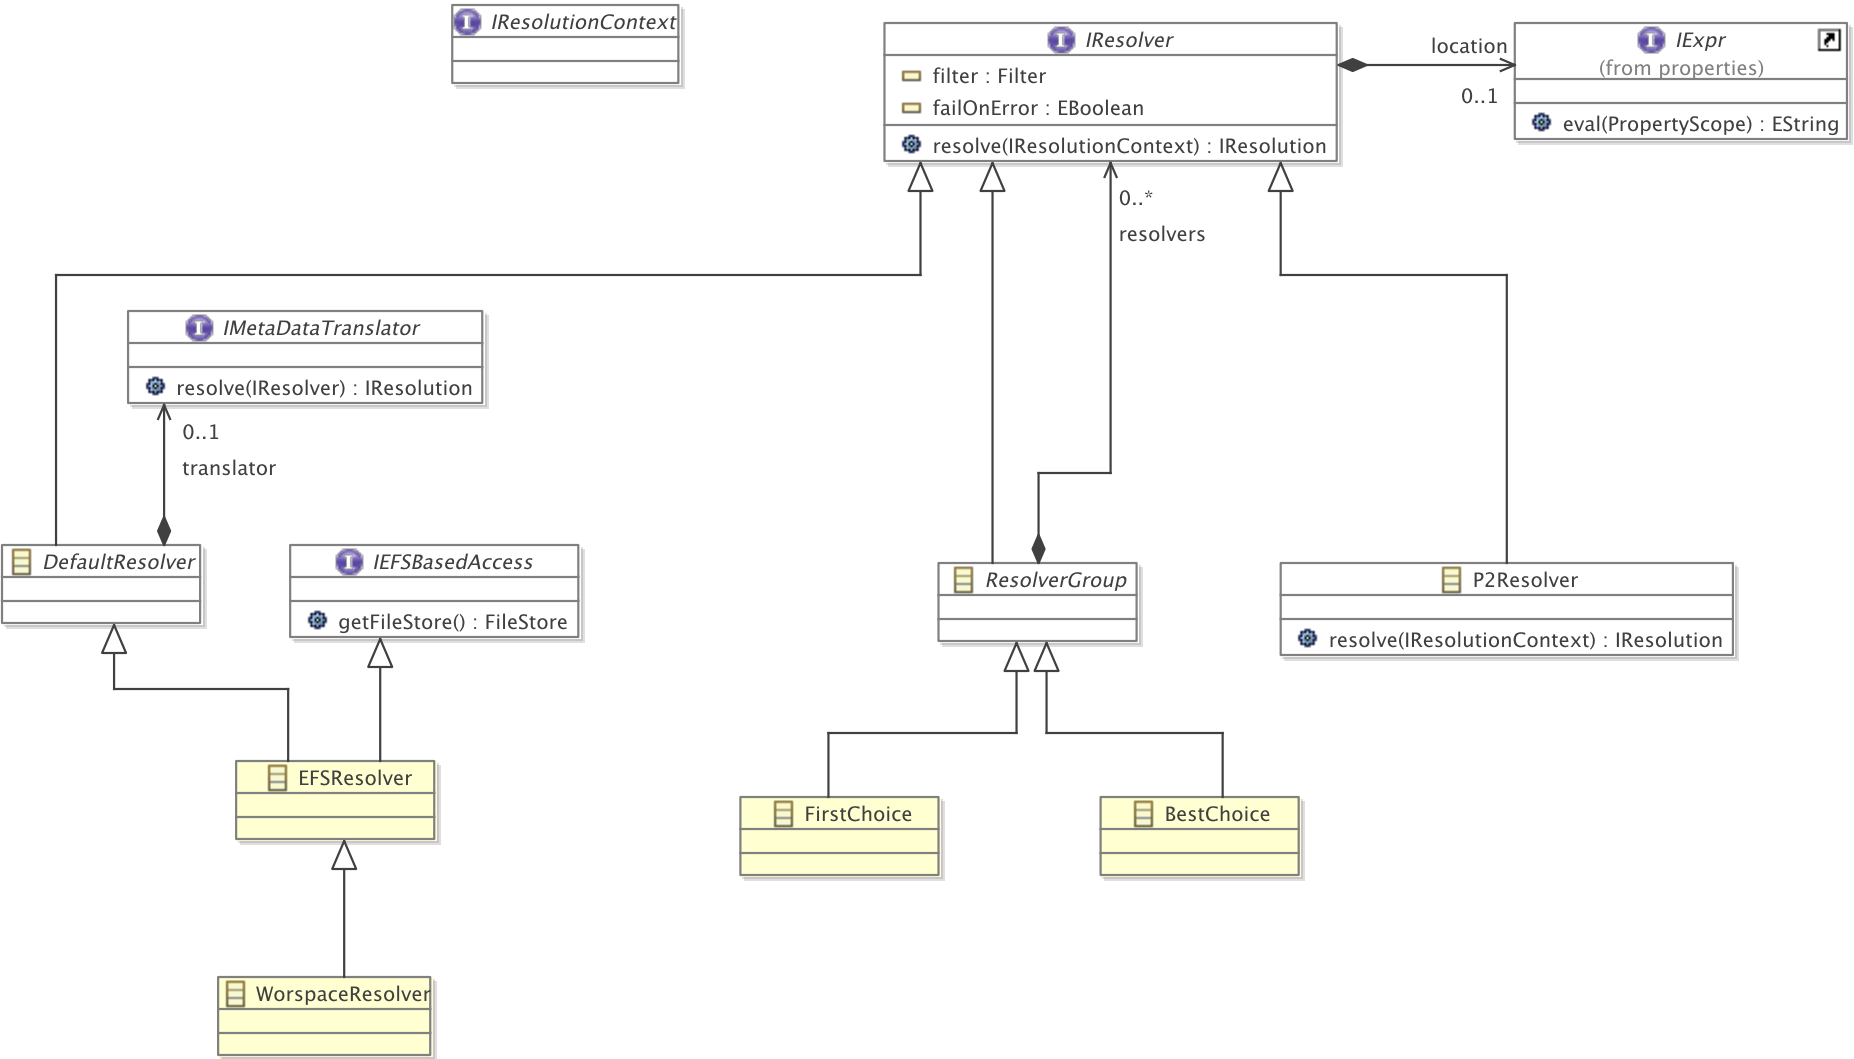 IResolutionContext
IResolver
filter : Filter
failOnError : EBoolean
resolve(IResolutionContext) : IResolution
location
0..1
IExpr
(from properties)
eval(PropertyScope) : EString
0..*
resolvers
IMetaDataTranslator
resolve(IResolver) : IResolution
0..1
translator
DefaultResolver
IEFSBasedAccess
getFileStore() : FileStore
ResolverGroup
P2Resolver
resolve(IResolutionContext) : IResolution
EFSResolver
FirstChoice
BestChoice
WorspaceResolver